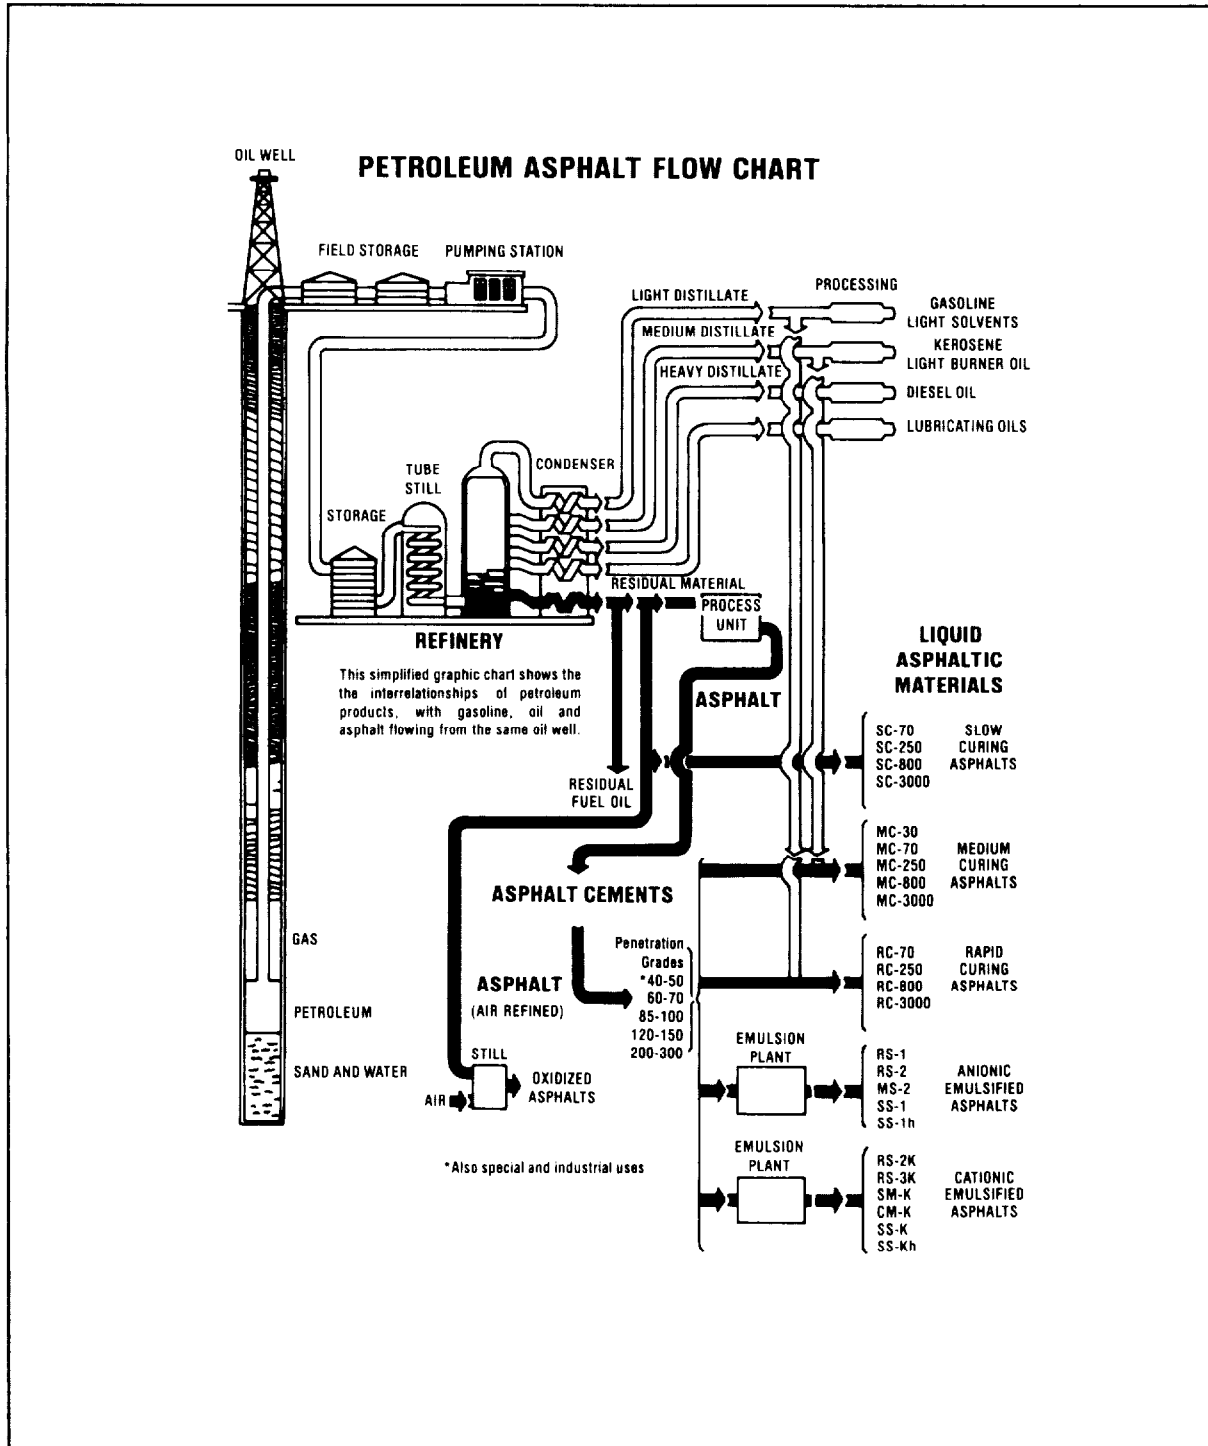 OIL WELL
PETROLEUM ASPHALT FLOW CHART
FIELD STORAGE
PUMPING STATION
PROCESSING
LIGHT DISTILLATE
GASOLINE
LIGHT SOLVENTS
MEDIUM DISTILLATE
KEROSENE
LIGHT BURNER OIL
HEAVY DISTILLATE
DIESEL OIL
LUBRICATING OILS
TUBE
STILL
CONDENSER
STORAGE
RESIDUAL MATERIAL
PROCESS
UNIT
REFINERY
This simplified graphic chart shows the
the interrelationships of petroleum
products, with gasoline, oil and
asphalt flowing from the same oil well.
ASPHALT
LIQUID
ASPHALTIC
MATERIALS
RESIDUAL
FUEL OIL
SC-70 SLOW
SC-250 CURING
SC-800 ASPHALTS
SC-3000
MC-30
MC-70 MEDIUM
MC-250 CURING
MC-800 ASPHALTS
MC-3000
ASPHALT CEMENTS
GAS
PETROLEUM
SAND AND WATER
Penetration
Grades
*40-50
60-70
85-100
120-150
200-300
ASPHALT
(AIR REFINED)
RC-70 RAPID
RC-250 CURING
RC-800 ASPHALTS
RC-3000
STILL
AIR
OXIDIZED
ASPHALTS
EMULSION
PLANT
RS-1
RS-2 ANIONIC
MS-2 EMULSIFIED
SS-1 ASPHALTS
SS-1h
*Also special and industrial uses
EMULSION
PLANT
RS-2K
RS-3K CATIONIC
SM-K EMULSIFIED
CM-K ASPHALTS
SS-K
SS-Kh